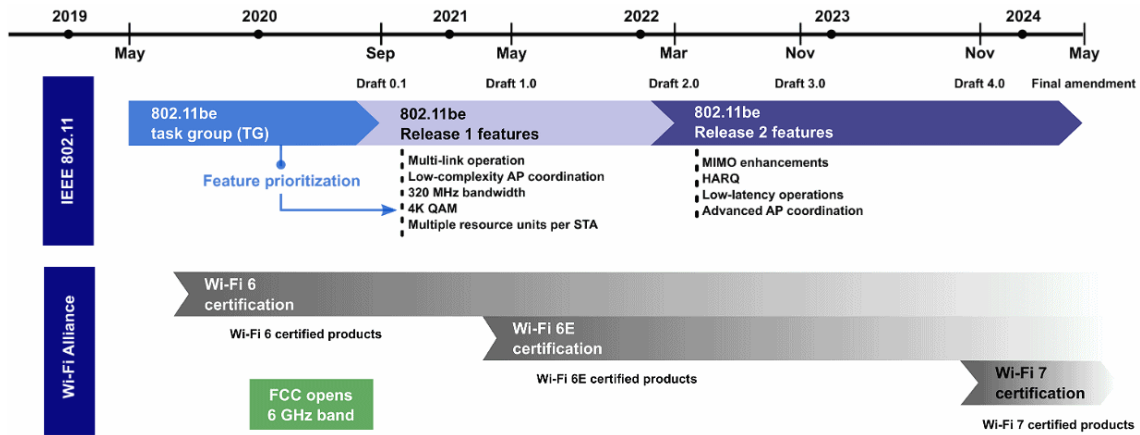 2019
2020
2021
2022
2023
2024
May
Sep
May
Mar
Nov
Nov
May
Draft 0.1
Draft 1.0
Draft 2.0
Draft 3.0
Draft 4.0
Final amendment
IEEE 802.11
802.11be
task group (TG)
802.11be
Release 1 features
802.11be
Release 2 features
Feature prioritization
Multi-link operation
Low-complexity AP coordination
320 MHz bandwidth
4K QAM
Multiple resource units per STA
MIMO enhancements
HARQ
Low-latency operations
Advanced AP coordination
Wi-Fi Alliance
Wi-Fi 6
certification
Wi-Fi 6 certified products
Wi-Fi 6E
certification
Wi-Fi 6E certified products
FCC opens
6 GHz band
Wi-Fi 7
certification
Wi-Fi 7 certified products